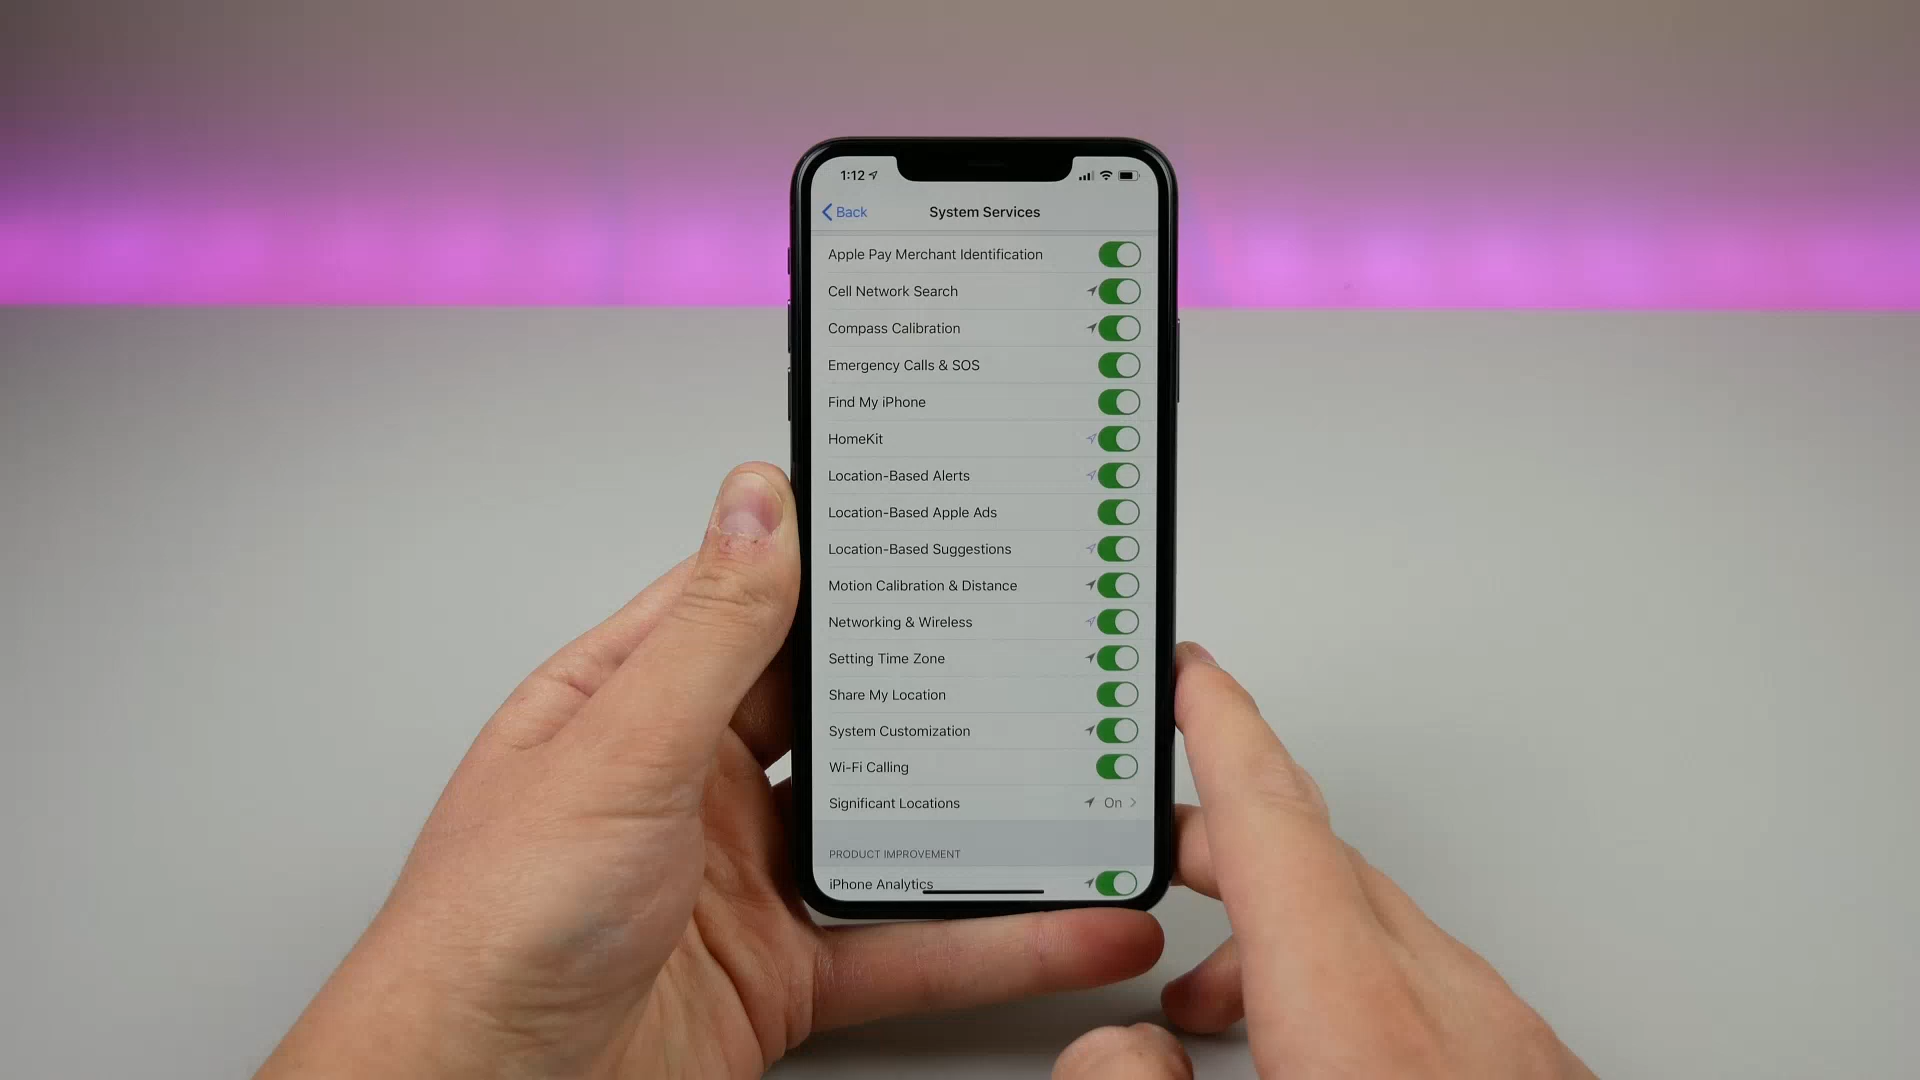 1:12
Back
System Services
Apple Pay Merchant Identification
Cell Network Search
Compass Calibration
Emergency Calls & SOS
Find My iPhone
HomeKit
Location-Based Alerts
Location-Based Apple Ads
Location-Based Suggestions
Motion Calibration & Distance
Networking & Wireless
Setting Time Zone
Share My Location
System Customization
Wi-Fi Calling
Significant Locations On
PRODUCT IMPROVEMENT
iPhone Analytics